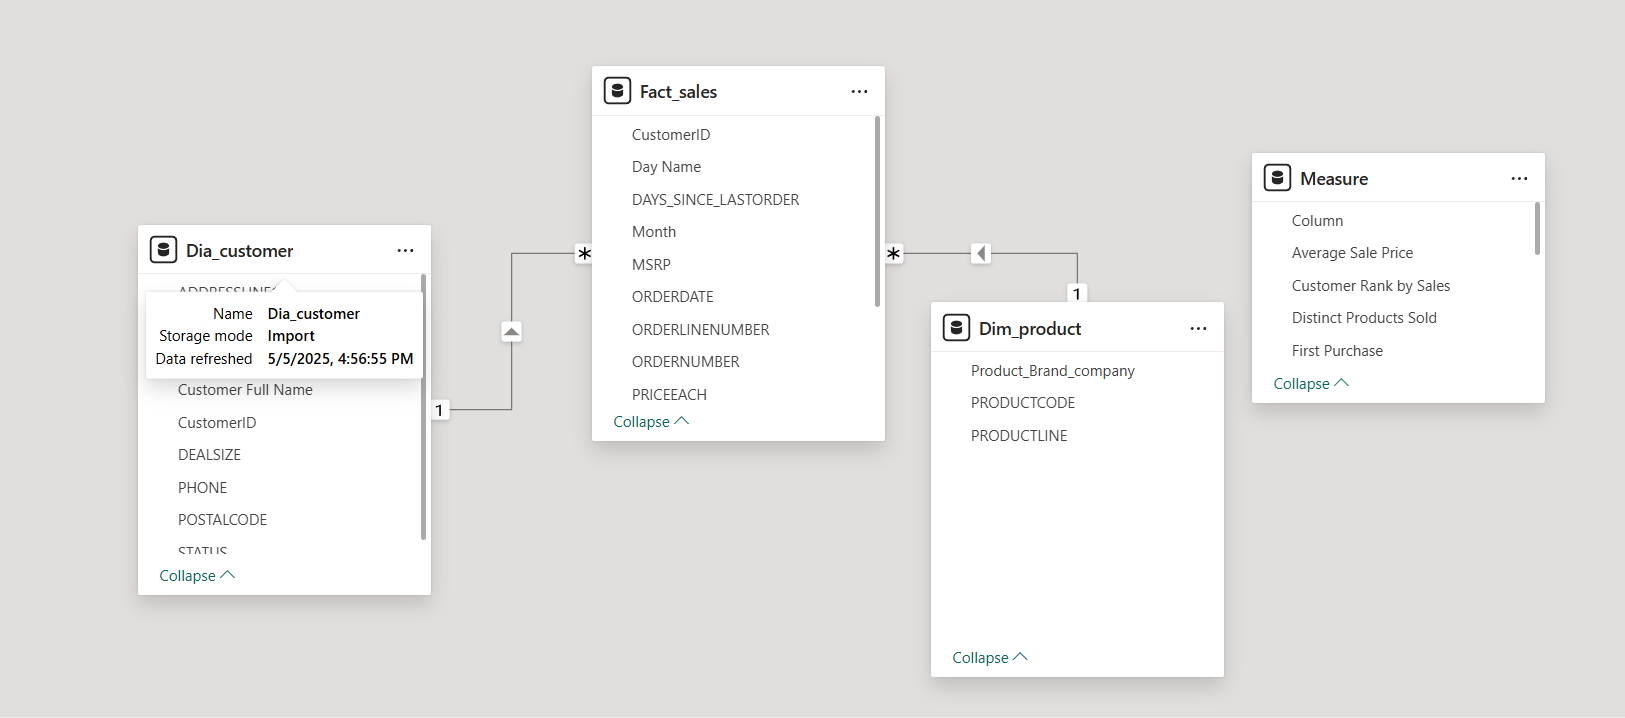 Fact_sales
CustomerID
Day Name
DAYS_SINCE_LASTORDER
Month
MSRP
ORDERDATE
ORDERLINENUMBER
ORDERNUMBER
PRICEEACH
Collapse
Dia_customer
Name Dia_customer
Storage mode Import
Data refreshed 5/5/2025, 4:56:55 PM
Customer Full Name
CustomerID
DEALSIZE
PHONE
POSTALCODE
STATUS
Collapse
1
*
*
1
Dim_product
Product_Brand_company
PRODUCTCODE
PRODUCTLINE
Collapse
Measure
Column
Average Sale Price
Customer Rank by Sales
Distinct Products Sold
First Purchase
Collapse